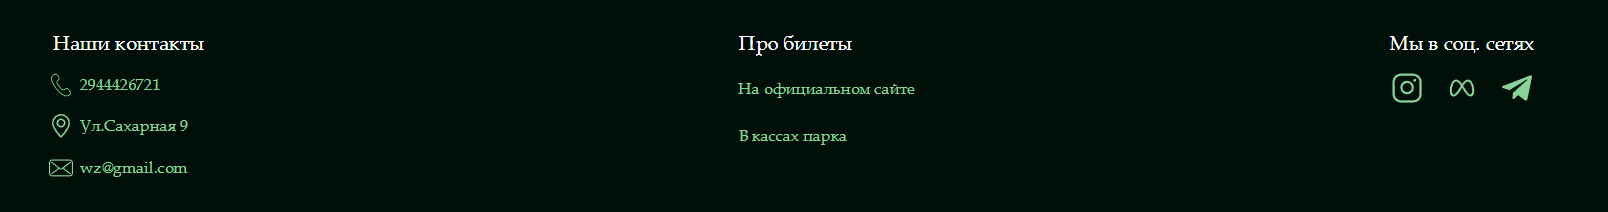 Наши контакты
2944426721
Ул.Сахарная 9
wz@gmail.com
Про билеты
На официальном сайте
В кассах парка
Мы в соц. сетях